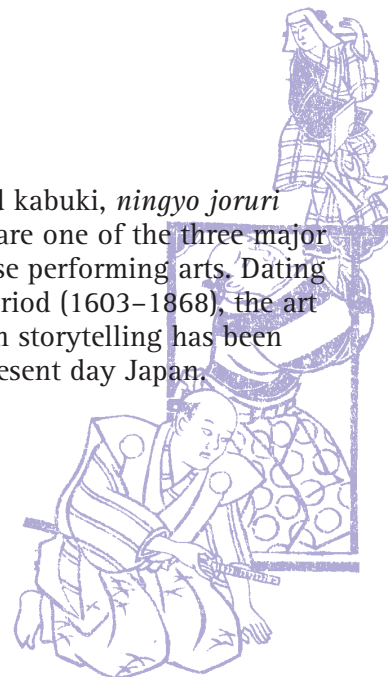 d kabuki, ningyo joruri
are one of the three major
se performing arts. Dating
riod (1603–1868), the art
n storytelling has been
esent day Japan.